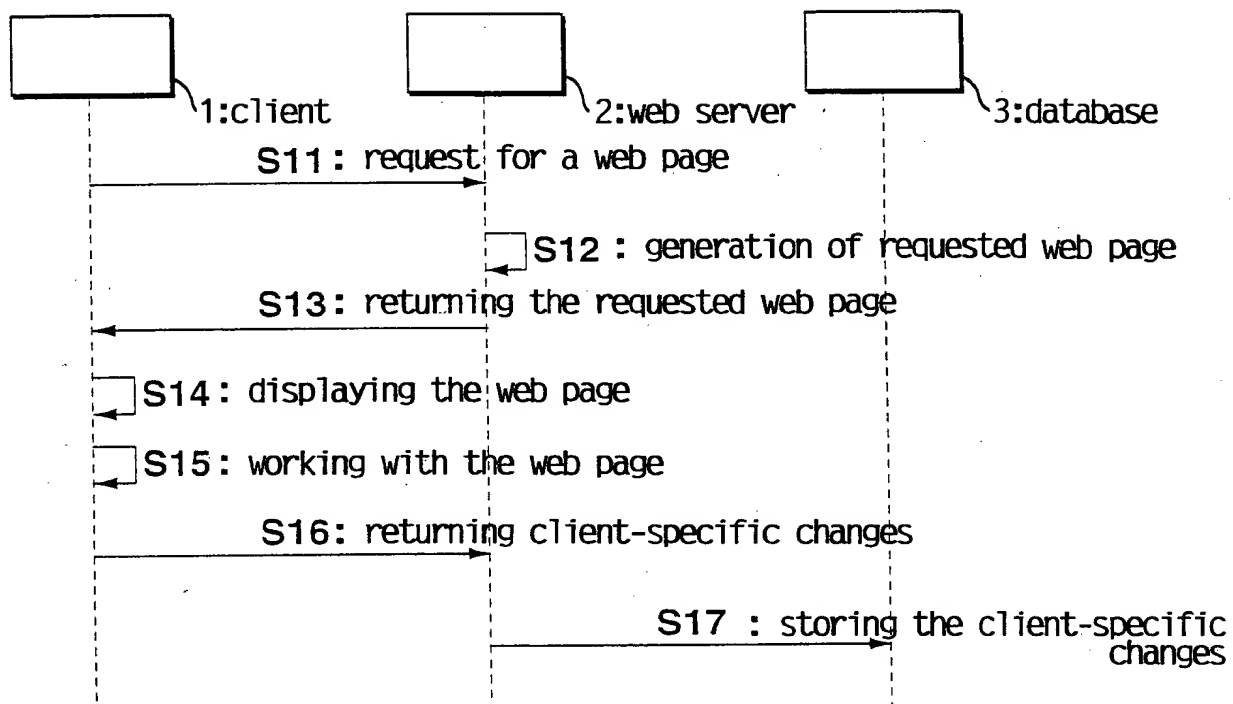 1:client
2:web server
3:database
S11: request for a web page
S12 : generation of requested web page
S13: returning the requested web page
S14: displaying the web page
S15: working with the web page
S16: returning client-specific changes
S17 : storing the client-specific
changes